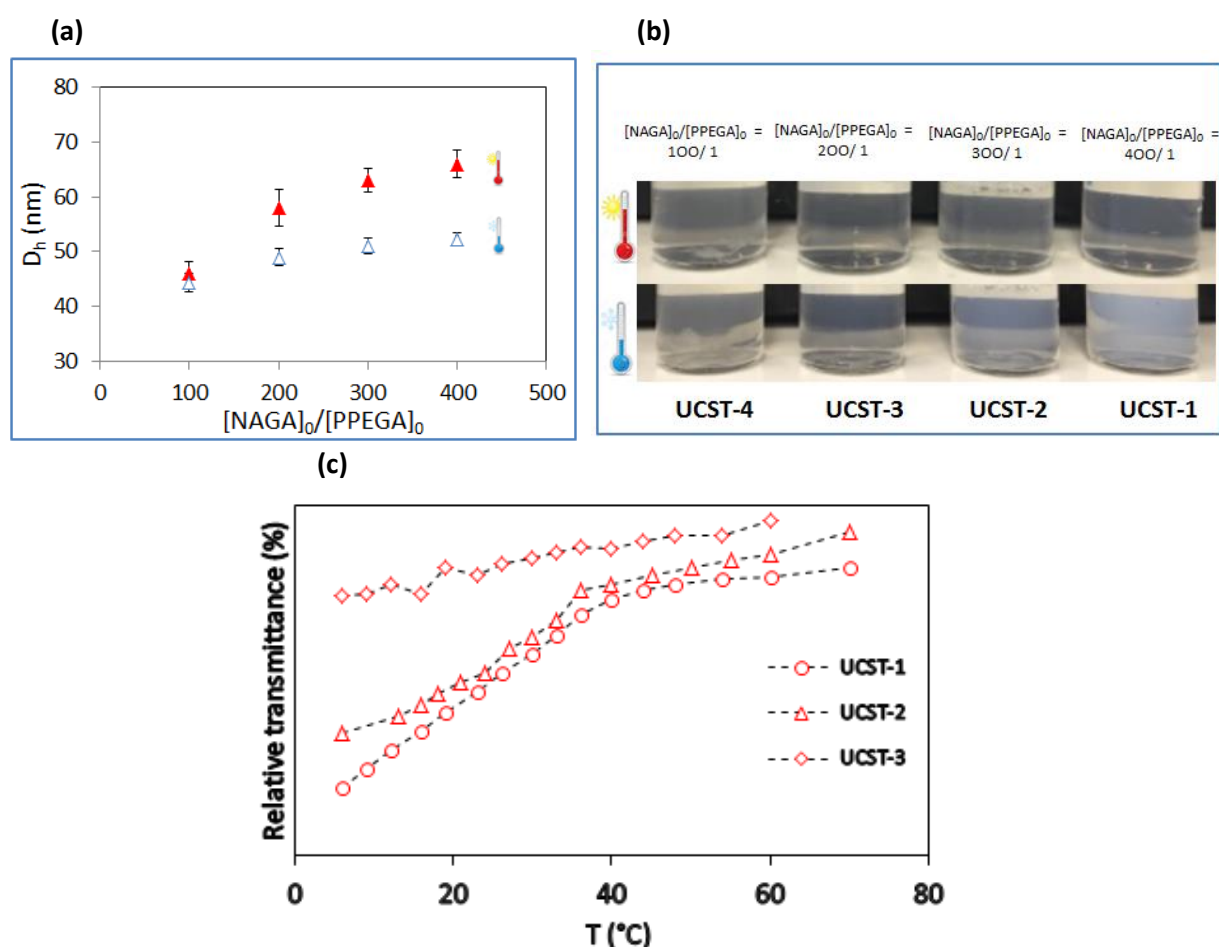 (a)
80
70
60
50
40
30
0 100 200 300 400 500
D_h (nm)
[NAGA]₀/[PPEGA]₀
(b)
[NAGA]₀/[PPEGA]₀ =
1OO/ 1
[NAGA]₀/[PPEGA]₀ =
2OO/ 1
[NAGA]₀/[PPEGA]₀ =
3OO/ 1
[NAGA]₀/[PPEGA]₀ =
4OO/ 1
UCST-4 UCST-3 UCST-2 UCST-1
(c)
Relative transmittance (%)
UCST-1
UCST-2
UCST-3
0 20 40 60 80
T (°C)